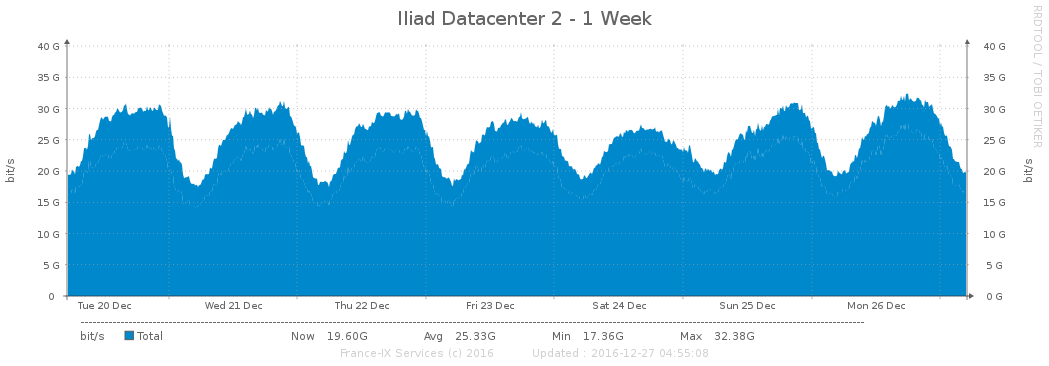 Iliad Datacenter 2 - 1 Week
RRDTOOL / TOBI OETIKER
40 G 40 G
35 G 35 G
30 G 30 G
25 G 25 G
20 G 20 G
15 G 15 G
10 G 10 G
5 G 5 G
0 0 G
bit/s bit/s
Tue 20 Dec Wed 21 Dec Thu 22 Dec Fri 23 Dec Sat 24 Dec Sun 25 Dec Mon 26 Dec
bit/s Total Now 19.60G Avg 25.33G Min 17.36G Max 32.38G
France-IX Services (c) 2016 Updated : 2016-12-27 04:55:08